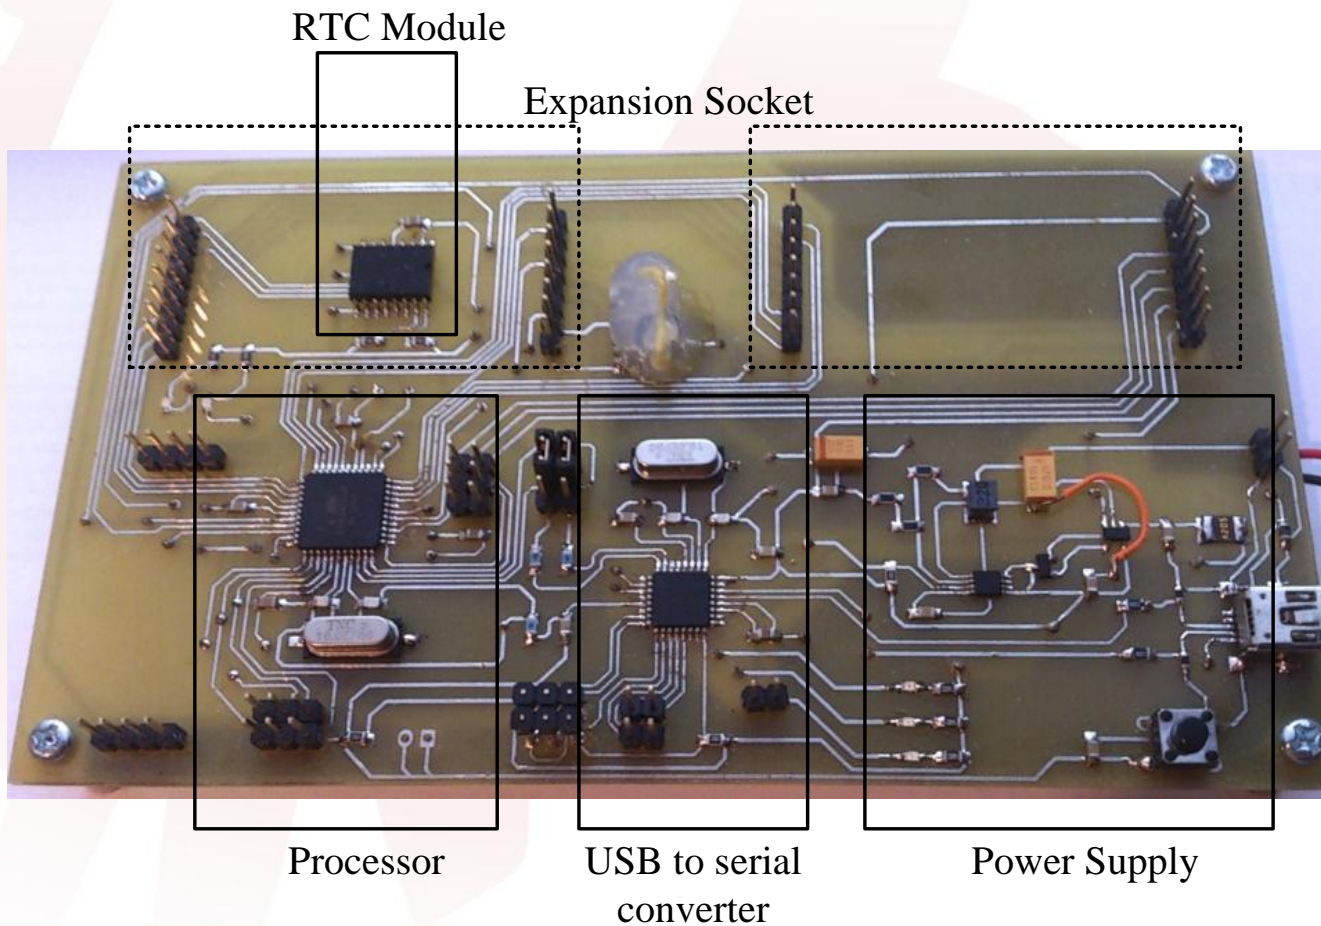 RTC Module
Expansion Socket
Processor
USB to serial
converter
Power Supply